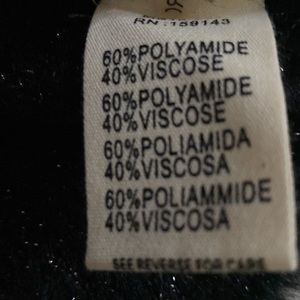 RN :159143
60%POLYAMIDE
40%VISCOSE
60%POLYAMIDE
40%VISCOSE
60%POLIAMIDA
40%VISCOSA
60%POLIAMMIDE
40%VISCOSA
SEE REVERSE FOR CARE